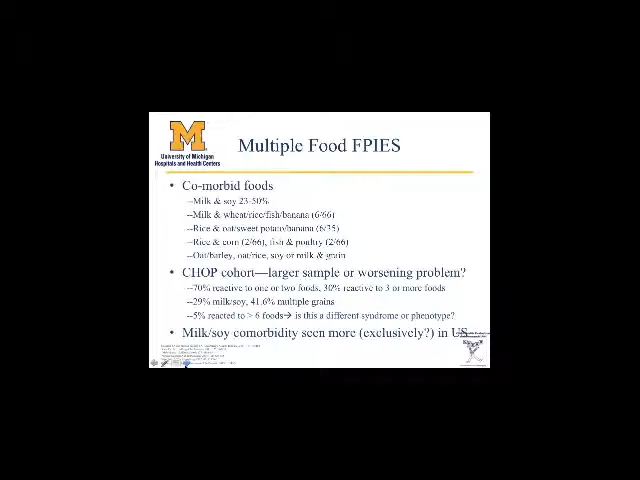 M
University of Michigan
Hospitals and Health Centers
Multiple Food FPIES
• Co-morbid foods
--Milk & soy 23-50%
--Milk & wheat/rice/fish/banana (6/66)
--Rice & oat/sweet potato/banana (6/35)
--Rice & corn (2/66), fish & poultry (2/66)
--Oat/barley, oat/rice, soy or milk & grain
• CHOP cohort—larger sample or worsening problem?
--70% reactive to one or two foods, 30% reactive to 3 or more foods
--29% milk/soy, 41.6% multiple grains
--5% reacted to > 6 foods→ is this a different syndrome or phenotype?
• Milk/soy comorbidity seen more (exclusively?) in US